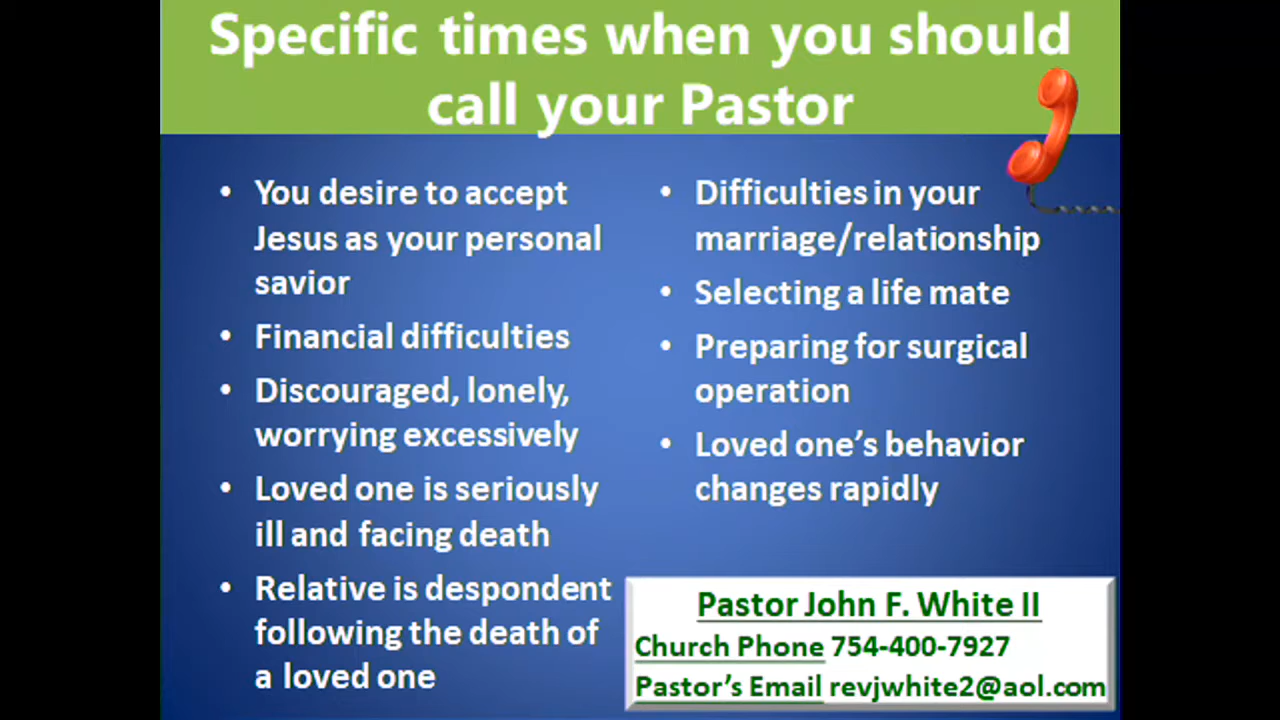 Specific times when you should
call your Pastor
• You desire to accept
Jesus as your personal
savior
• Financial difficulties
• Discouraged, lonely,
worrying excessively
• Loved one is seriously
ill and facing death
• Relative is despondent
following the death of
a loved one
• Difficulties in your
marriage/relationship
• Selecting a life mate
• Preparing for surgical
operation
• Loved one’s behavior
changes rapidly
Pastor John F. White II
Church Phone 754-400-7927
Pastor’s Email revjwhite2@aol.com